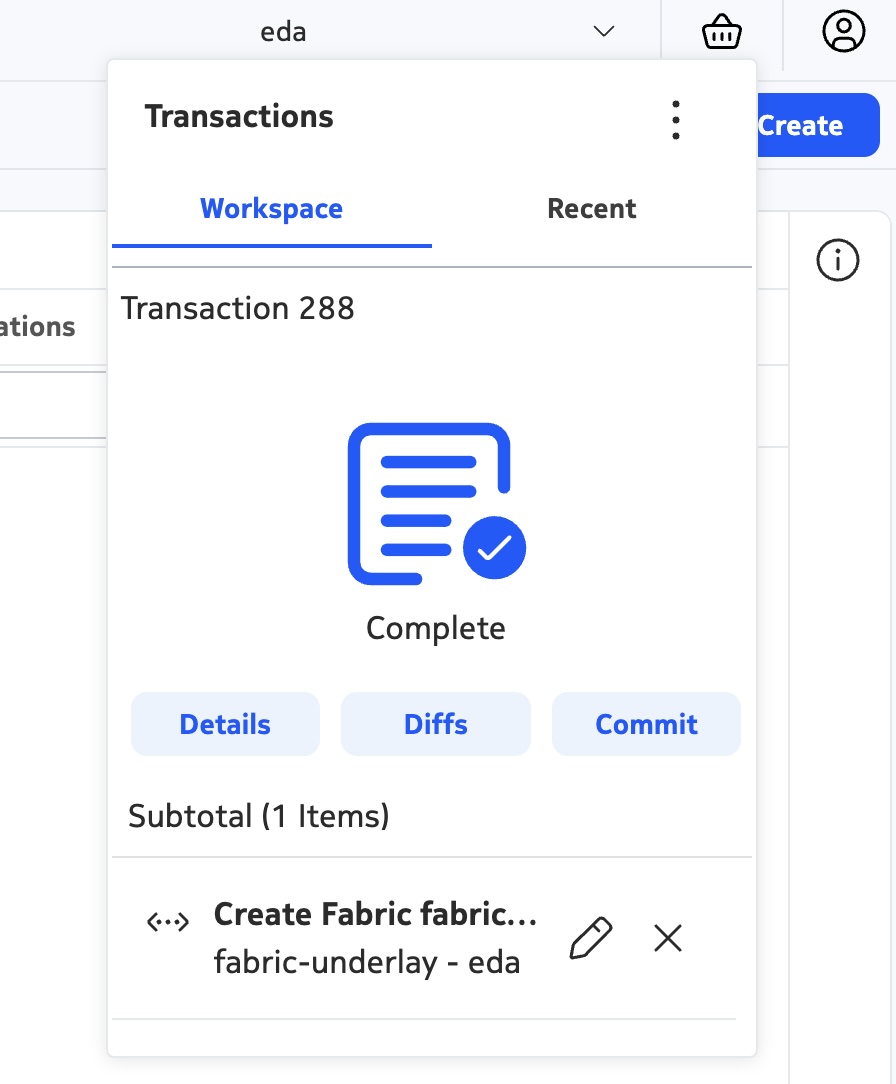 eda
Transactions
Create
Workspace
Recent
Transaction 288
ations
Complete
Details
Diffs
Commit
Subtotal (1 Items)
Create Fabric fabric...
fabric-underlay - eda